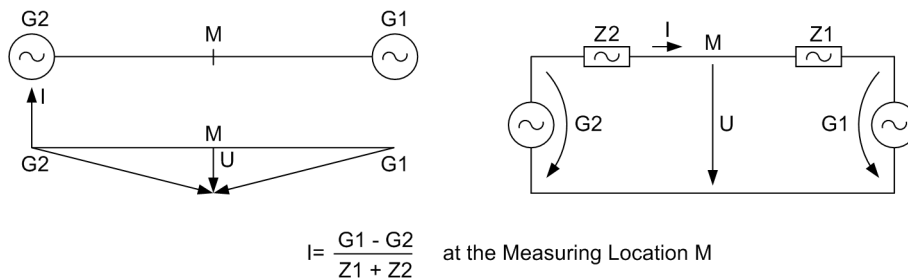 G2
G1
M
I
M
G2
U
G1
Z2
I
M
Z1
G2
U
G1
I= G1 - G2 / Z1 + Z2 at the Measuring Location M